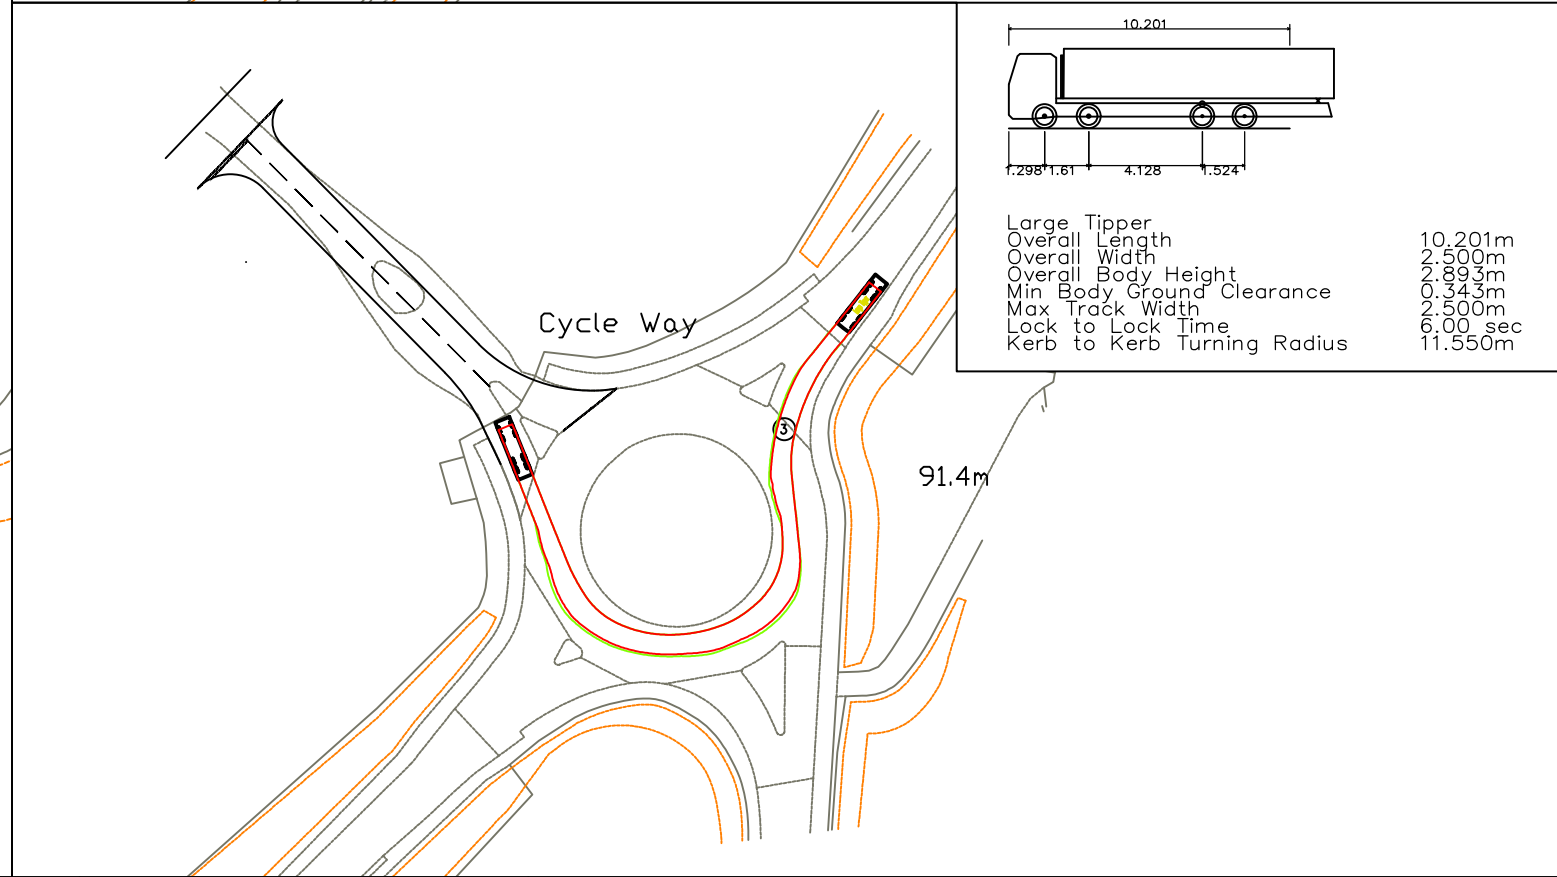 10.201
1.298 1.61 4.128 1.524
Large Tipper
Overall Length 10.201m
Overall Width 2.500m
Overall Body Height 2.893m
Min Body Ground Clearance 0.343m
Max Track Width 2.500m
Lock to Lock Time 6.00 sec
Kerb to Kerb Turning Radius 11.550m
Cycle Way
3
91.4m